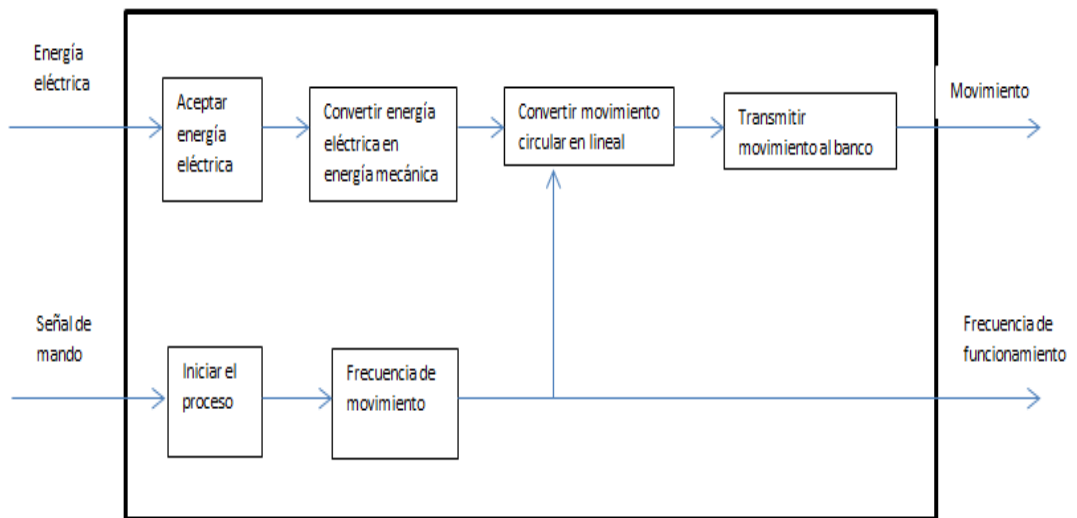 Energía
eléctrica
Aceptar
energía
eléctrica
Convertir energía
eléctrica en
energía mecánica
Convertir movimiento
circular en lineal
Transmitir
movimiento al banco
Movimiento
Señal de
mando
Iniciar el
proceso
Frecuencia de
movimiento
Frecuencia de
funcionamiento